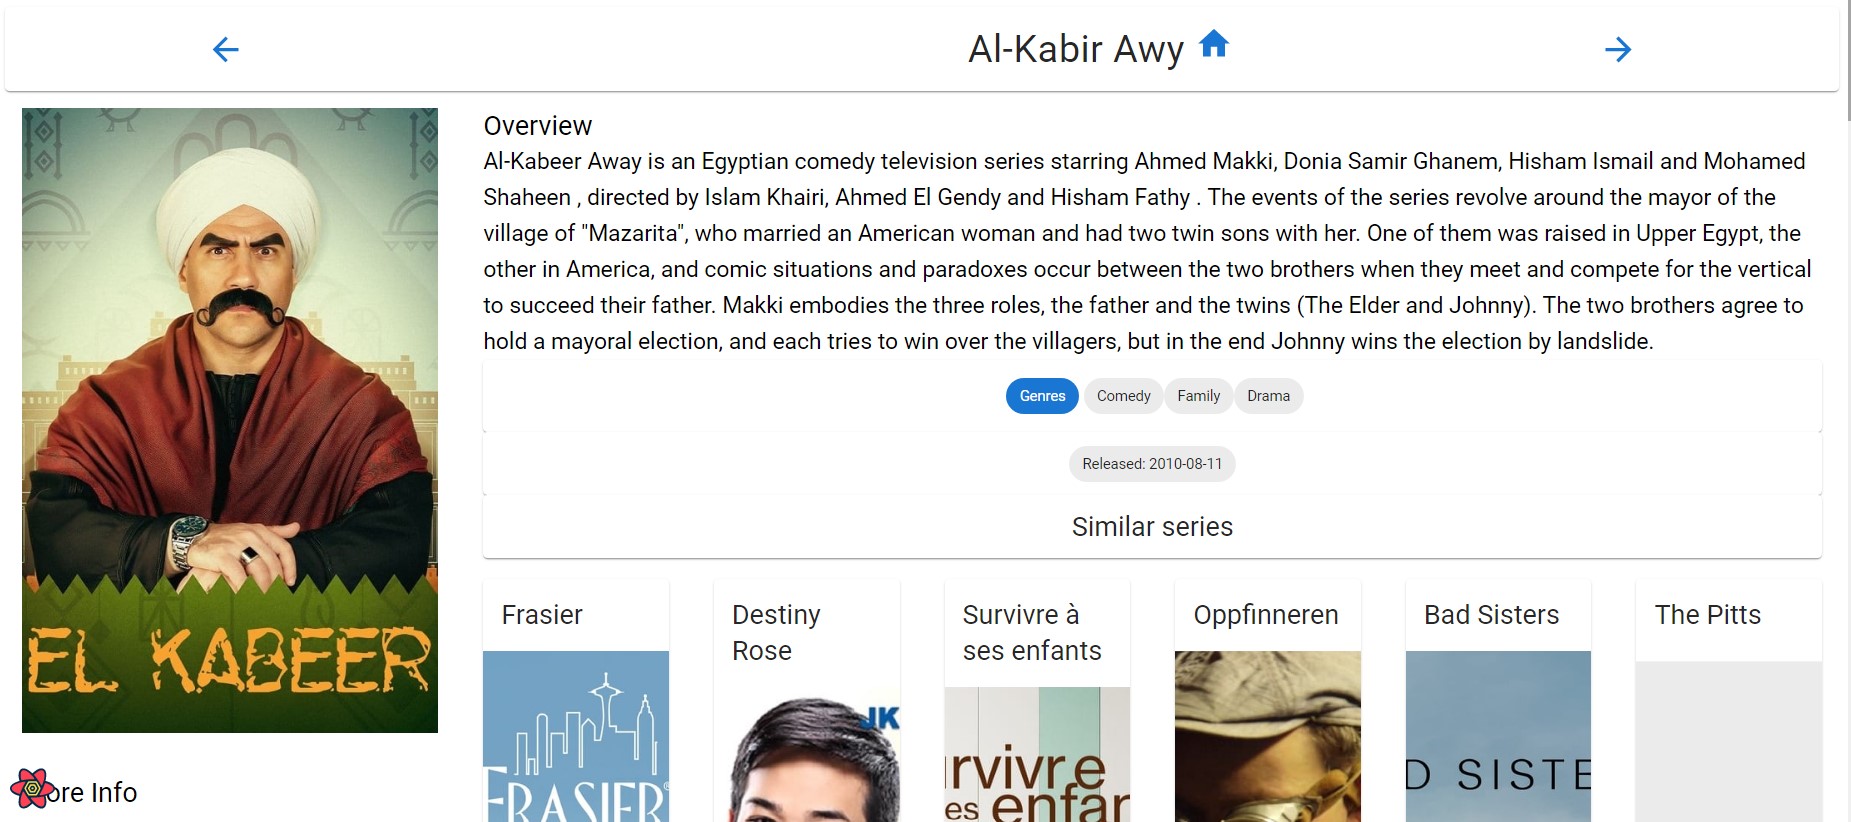 Al-Kabir Awy
EL KABEER
Overview
Al-Kabeer Away is an Egyptian comedy television series starring Ahmed Makki, Donia Samir Ghanem, Hisham Ismail and Mohamed
Shaheen , directed by Islam Khairi, Ahmed El Gendy and Hisham Fathy . The events of the series revolve around the mayor of the
village of "Mazarita", who married an American woman and had two twin sons with her. One of them was raised in Upper Egypt, the
other in America, and comic situations and paradoxes occur between the two brothers when they meet and compete for the vertical
to succeed their father. Makki embodies the three roles, the father and the twins (The Elder and Johnny). The two brothers agree to
hold a mayoral election, and each tries to win over the villagers, but in the end Johnny wins the election by landslide.
Genres Comedy Family Drama
Released: 2010-08-11
Similar series
Frasier
FRASIER
Destiny
Rose
JK
Survivre à
ses enfants
rvivre
es enfan
Oppfinneren
Bad Sisters
D SISTE
The Pitts
ore Info